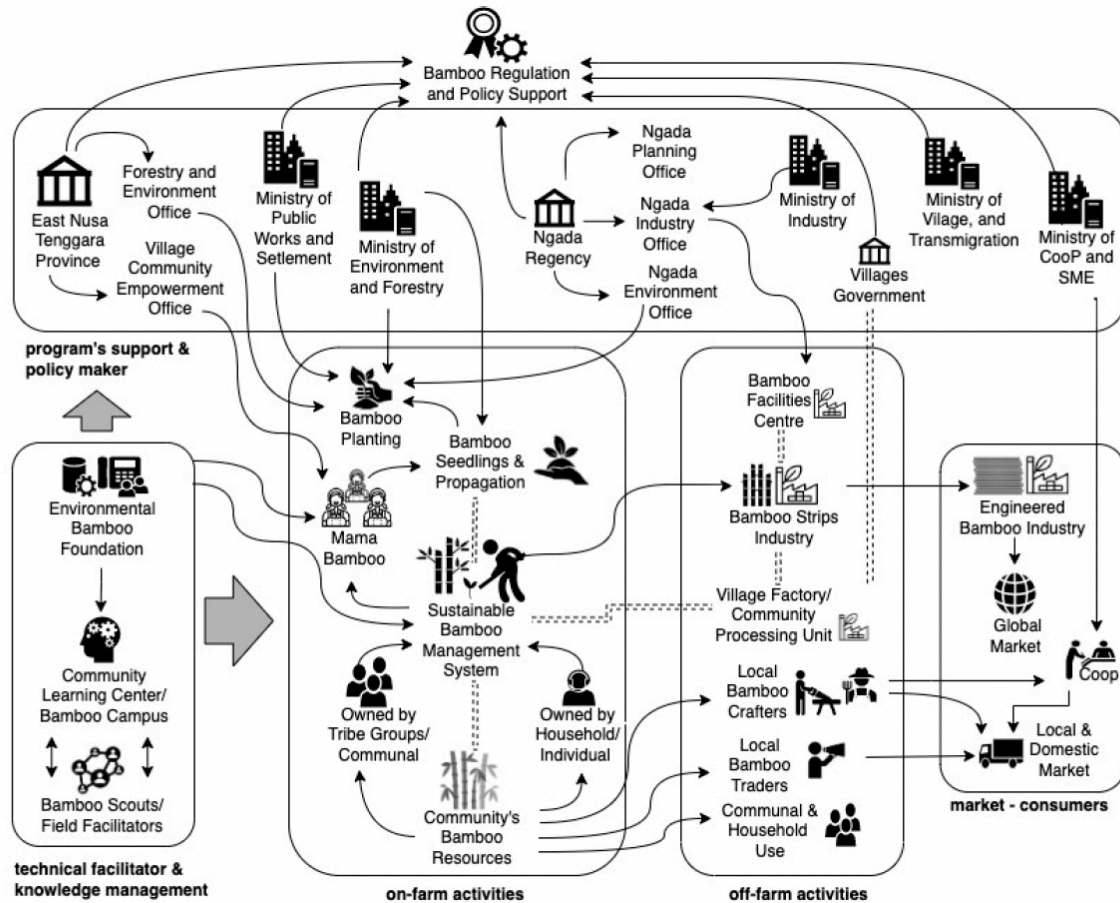 Bamboo Regulation
and Policy Support
East Nusa
Tenggara
Province
Forestry and
Environment
Office
Village
Community
Empowerment
Office
Ministry of
Public
Works and
Setlement
Ministry of
Environment
and Forestry
Ngada
Regency
Ngada
Planning
Office
Ngada
Industry
Office
Ngada
Environment
Office
Ministry of
Industry
Villages
Government
Ministry of
Vilage, and
Transmigration
Ministry of
CooP and
SME
program's support &
policy maker
Environmental
Bamboo
Foundation
Community
Learning Center/
Bamboo Campus
Bamboo Scouts/
Field Facilitators
technical facilitator &
knowledge management
Bamboo
Planting
Bamboo
Seedlings &
Propagation
Mama
Bamboo
Sustainable
Bamboo
Management
System
Owned by
Tribe Groups/
Communal
Owned by
Household/
Individual
Community's
Bamboo
Resources
on-farm activities
Bamboo
Facilities
Centre
Bamboo Strips
Industry
Village Factory/
Community
Processing Unit
Local
Bamboo
Crafters
Local
Bamboo
Traders
Communal &
Household
Use
off-farm activities
Engineered
Bamboo Industry
Global
Market
Coop
Local &
Domestic
Market
market - consumers